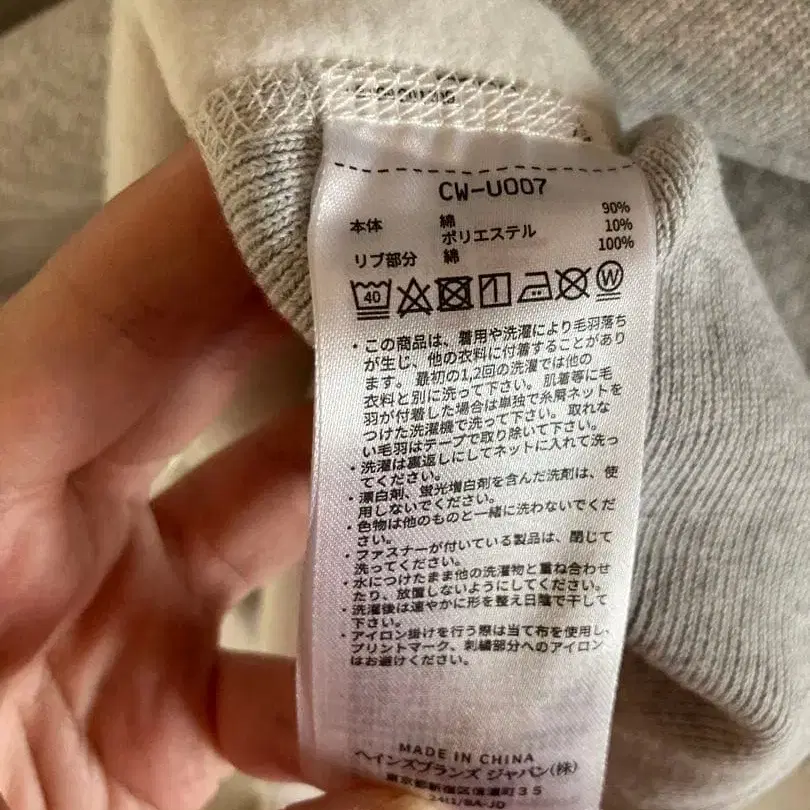 CW-U007
本体 綿 90%
ポリエステル 10%
リブ部分 綿 100%
40 W
・この商品は、着用や洗濯により毛羽落ち
が生じ、他の衣料に付着することがあり
ます。最初の1,2回の洗濯では他の
衣料と別に洗って下さい。肌着等に毛
羽が付着した場合は単独で糸屑ネットを
つけた洗濯機で洗って下さい。取れな
い毛羽はテープで取り除いて下さい。
・洗濯は裏返しにしてネットに入れて洗っ
てください。
・漂白剤、蛍光増白剤を含んだ洗剤は、使
用しないでください。
・色物は他のものと一緒に洗わないでくだ
さい。
・ファスナーが付いている製品は、閉じて
洗ってください。
・水につけたまま他の洗濯物と重ね合わせ
たり、放置しないようにしてください。
・洗濯後は速やかに形を整え日陰で干して
下さい。
・アイロン掛けを行う際は当て布を使用し、
プリントマーク、刺繍部分へのアイロン
はお避けください。
MADE IN CHINA
ヘインズブランズ ジャパン(株)
東京都新宿区信濃町35
2411/SA-JD